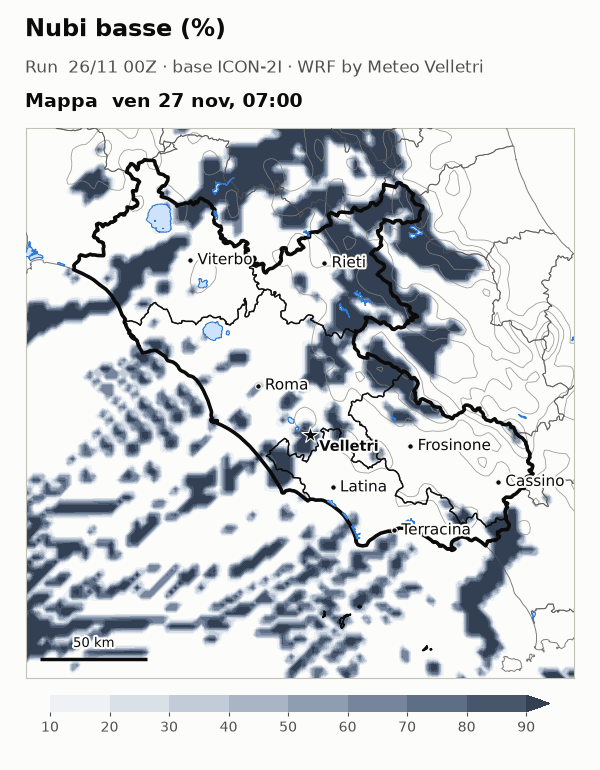 Nubi basse (%)
Run  26/11 00Z · base ICON-2I · WRF by Meteo Velletri
Mappa  ven 27 nov, 07:00
Viterbo
Rieti
Roma
Velletri
Frosinone
Cassino
Latina
Terracina
50 km
10 20 30 40 50 60 70 80 90